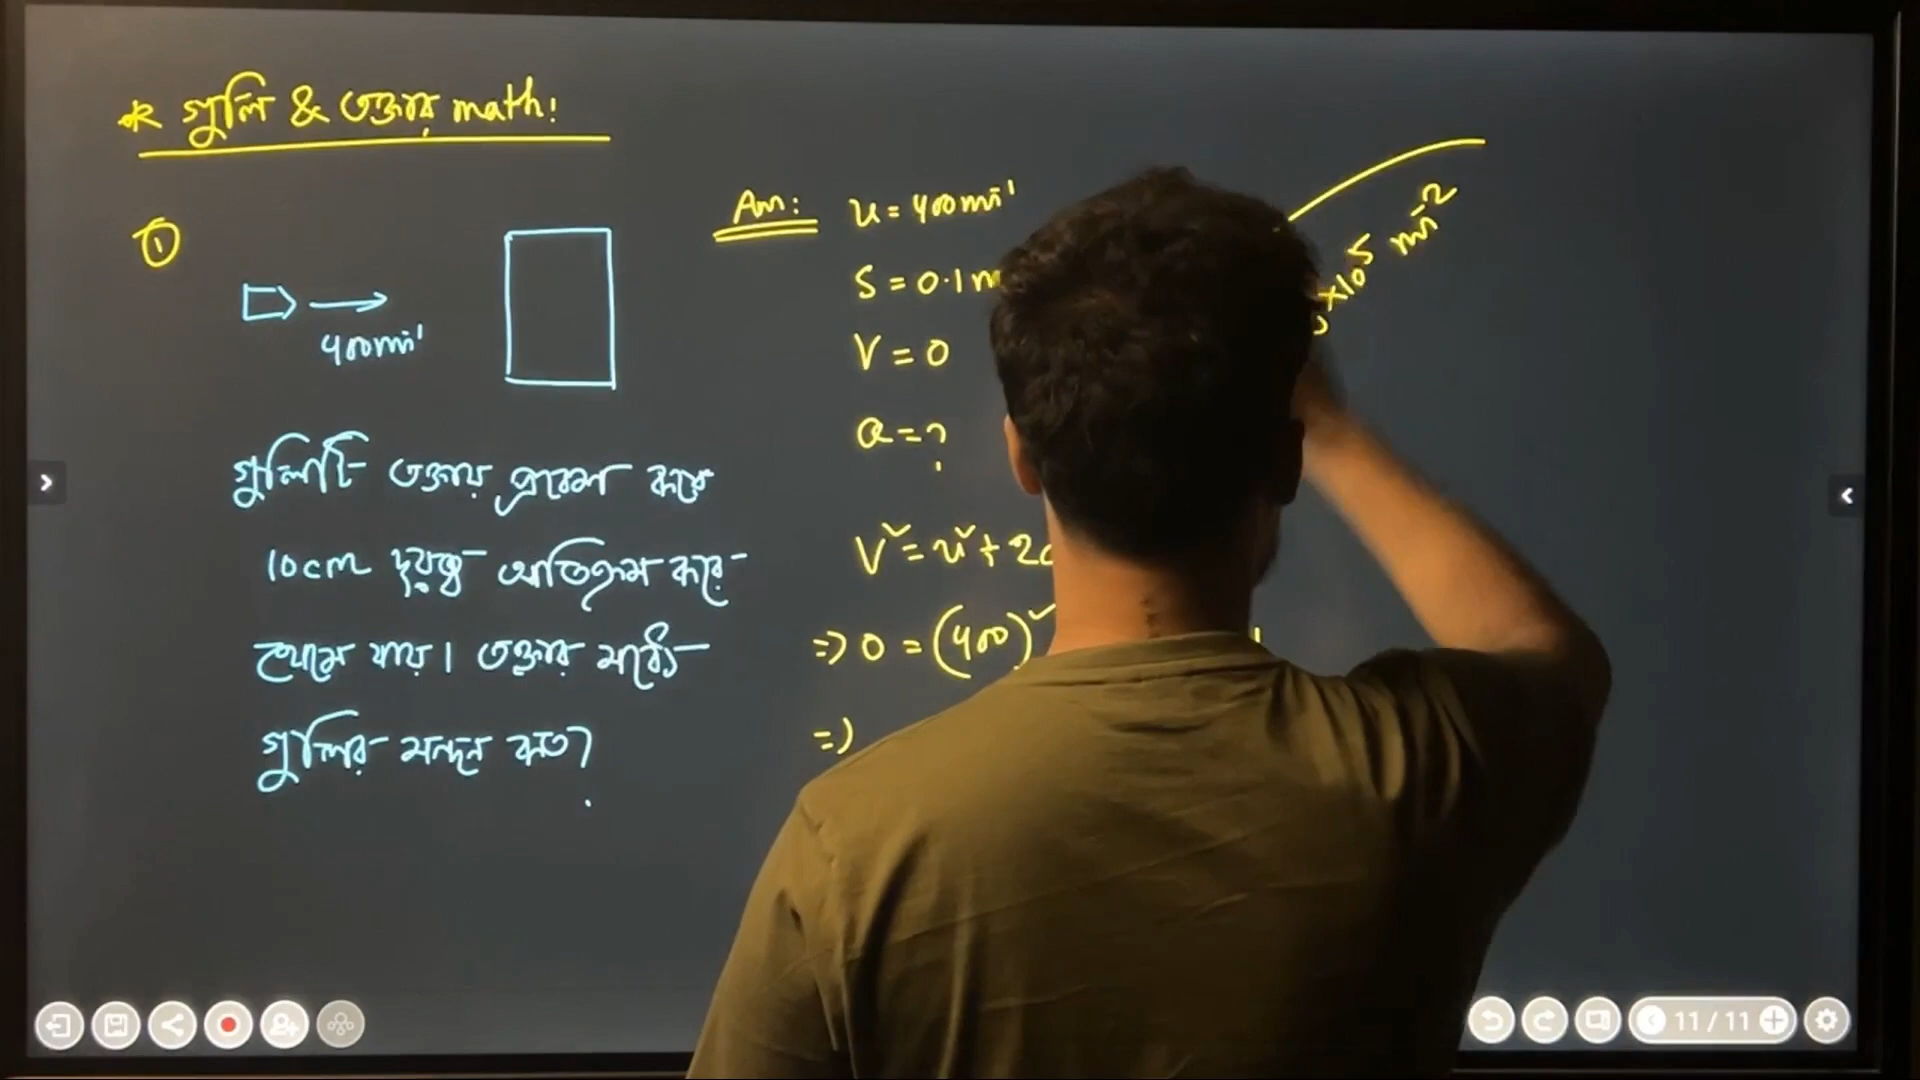 * গুলি & তক্তার math:
①
400ms⁻¹
গুলিটি তক্তায় প্রবেশ করে
10cm দূরত্ব অতিক্রম করে
থেমে যায়। তক্তার মধ্যে
গুলির মন্দন কত?
Ans: u = 400ms⁻¹
S = 0.1m
V = 0
a = ?
V² = u² + 2
=> 0 = (400)²
=>
×10⁵ ms⁻²
11 / 11